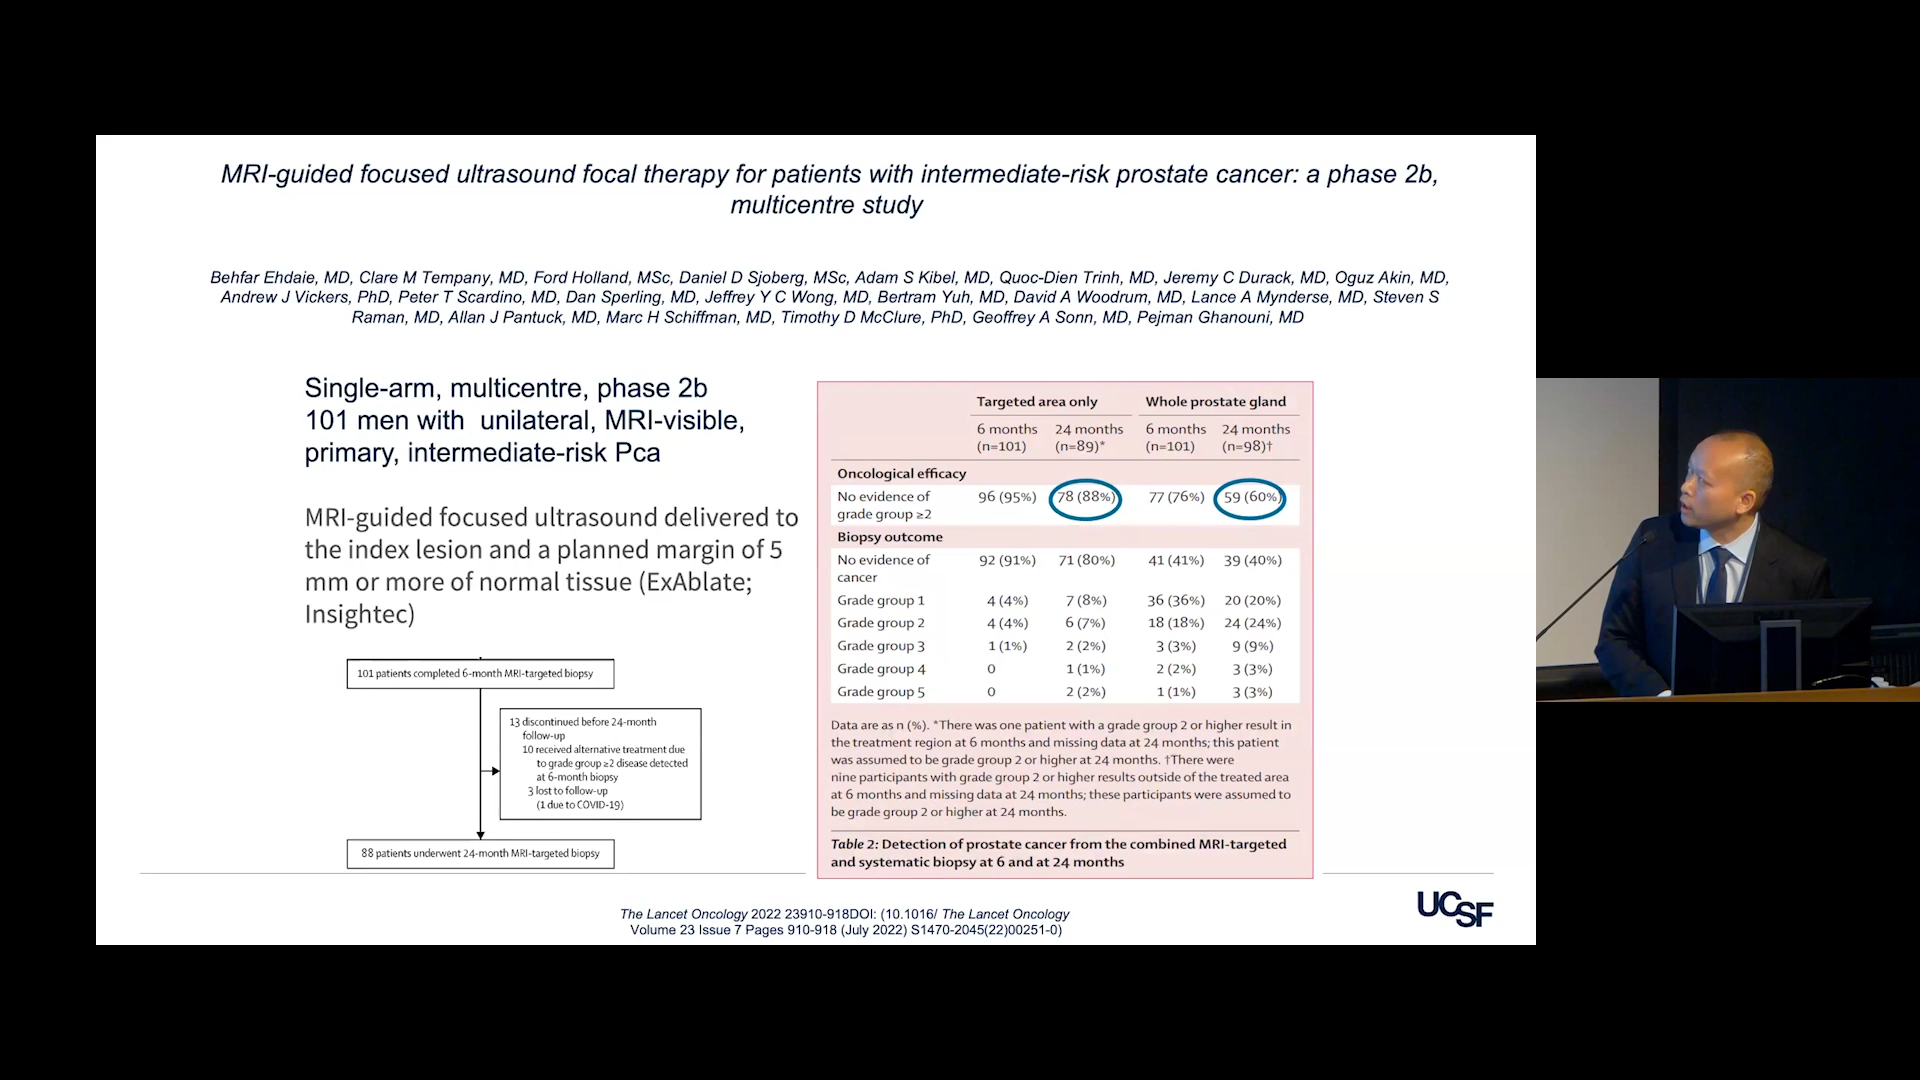 MRI-guided focused ultrasound focal therapy for patients with intermediate-risk prostate cancer: a phase 2b,
multicentre study
Behfar Ehdaie, MD, Clare M Tempany, MD, Ford Holland, MSc, Daniel D Sjoberg, MSc, Adam S Kibel, MD, Quoc-Dien Trinh, MD, Jeremy C Durack, MD, Oguz Akin, MD,
Andrew J Vickers, PhD, Peter T Scardino, MD, Dan Sperling, MD, Jeffrey Y C Wong, MD, Bertram Yuh, MD, David A Woodrum, MD, Lance A Mynderse, MD, Steven S
Raman, MD, Allan J Pantuck, MD, Marc H Schiffman, MD, Timothy D McClure, PhD, Geoffrey A Sonn, MD, Pejman Ghanouni, MD
Single-arm, multicentre, phase 2b
101 men with unilateral, MRI-visible,
primary, intermediate-risk Pca
MRI-guided focused ultrasound delivered to
the index lesion and a planned margin of 5
mm or more of normal tissue (ExAblate;
Insightec)
101 patients completed 6-month MRI-targeted biopsy
13 discontinued before 24-month
follow-up
10 received alternative treatment due
to grade group ≥2 disease detected
at 6-month biopsy
3 lost to follow-up
(1 due to COVID-19)
88 patients underwent 24-month MRI-targeted biopsy
Targeted area only Whole prostate gland
6 months 24 months 6 months 24 months
(n=101) (n=89)* (n=101) (n=98)†
Oncological efficacy
No evidence of 96 (95%) 78 (88%) 77 (76%) 59 (60%)
grade group ≥2
Biopsy outcome
No evidence of 92 (91%) 71 (80%) 41 (41%) 39 (40%)
cancer
Grade group 1 4 (4%) 7 (8%) 36 (36%) 20 (20%)
Grade group 2 4 (4%) 6 (7%) 18 (18%) 24 (24%)
Grade group 3 1 (1%) 2 (2%) 3 (3%) 9 (9%)
Grade group 4 0 1 (1%) 2 (2%) 3 (3%)
Grade group 5 0 2 (2%) 1 (1%) 3 (3%)
Data are as n (%). *There was one patient with a grade group 2 or higher result in
the treatment region at 6 months and missing data at 24 months; this patient
was assumed to be grade group 2 or higher at 24 months. †There were
nine participants with grade group 2 or higher results outside of the treated area
at 6 months and missing data at 24 months; these participants were assumed to
be grade group 2 or higher at 24 months.
Table 2: Detection of prostate cancer from the combined MRI-targeted
and systematic biopsy at 6 and at 24 months
The Lancet Oncology 2022 23910-918DOI: (10.1016/ The Lancet Oncology
Volume 23 Issue 7 Pages 910-918 (July 2022) S1470-2045(22)00251-0)
UCSF